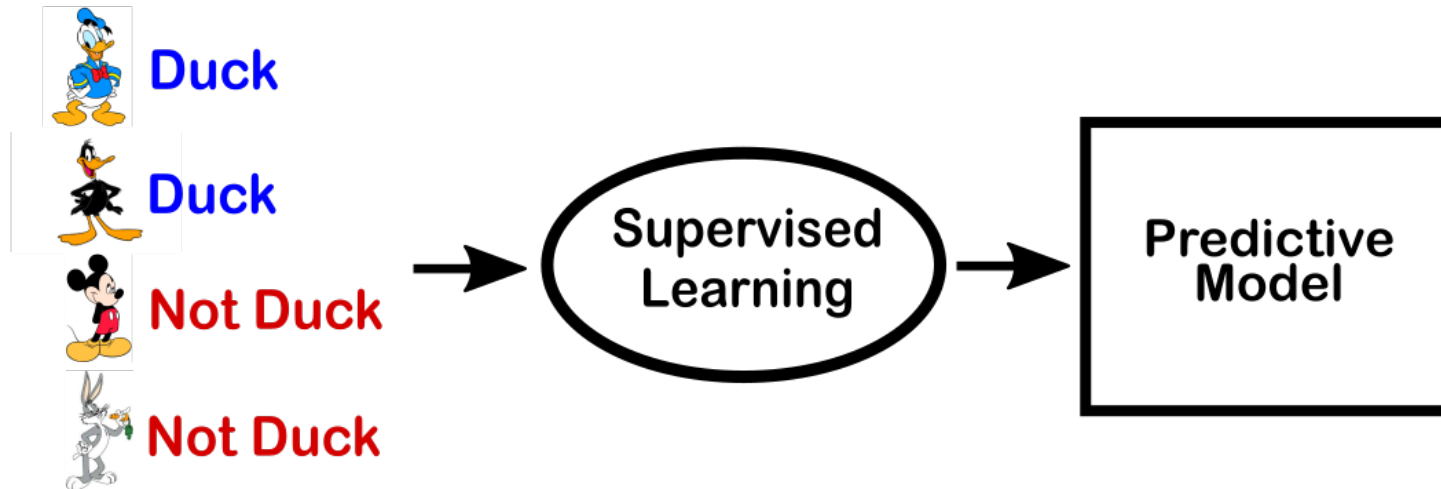 Duck
Duck
Not Duck
Not Duck
Supervised
Learning
Predictive
Model